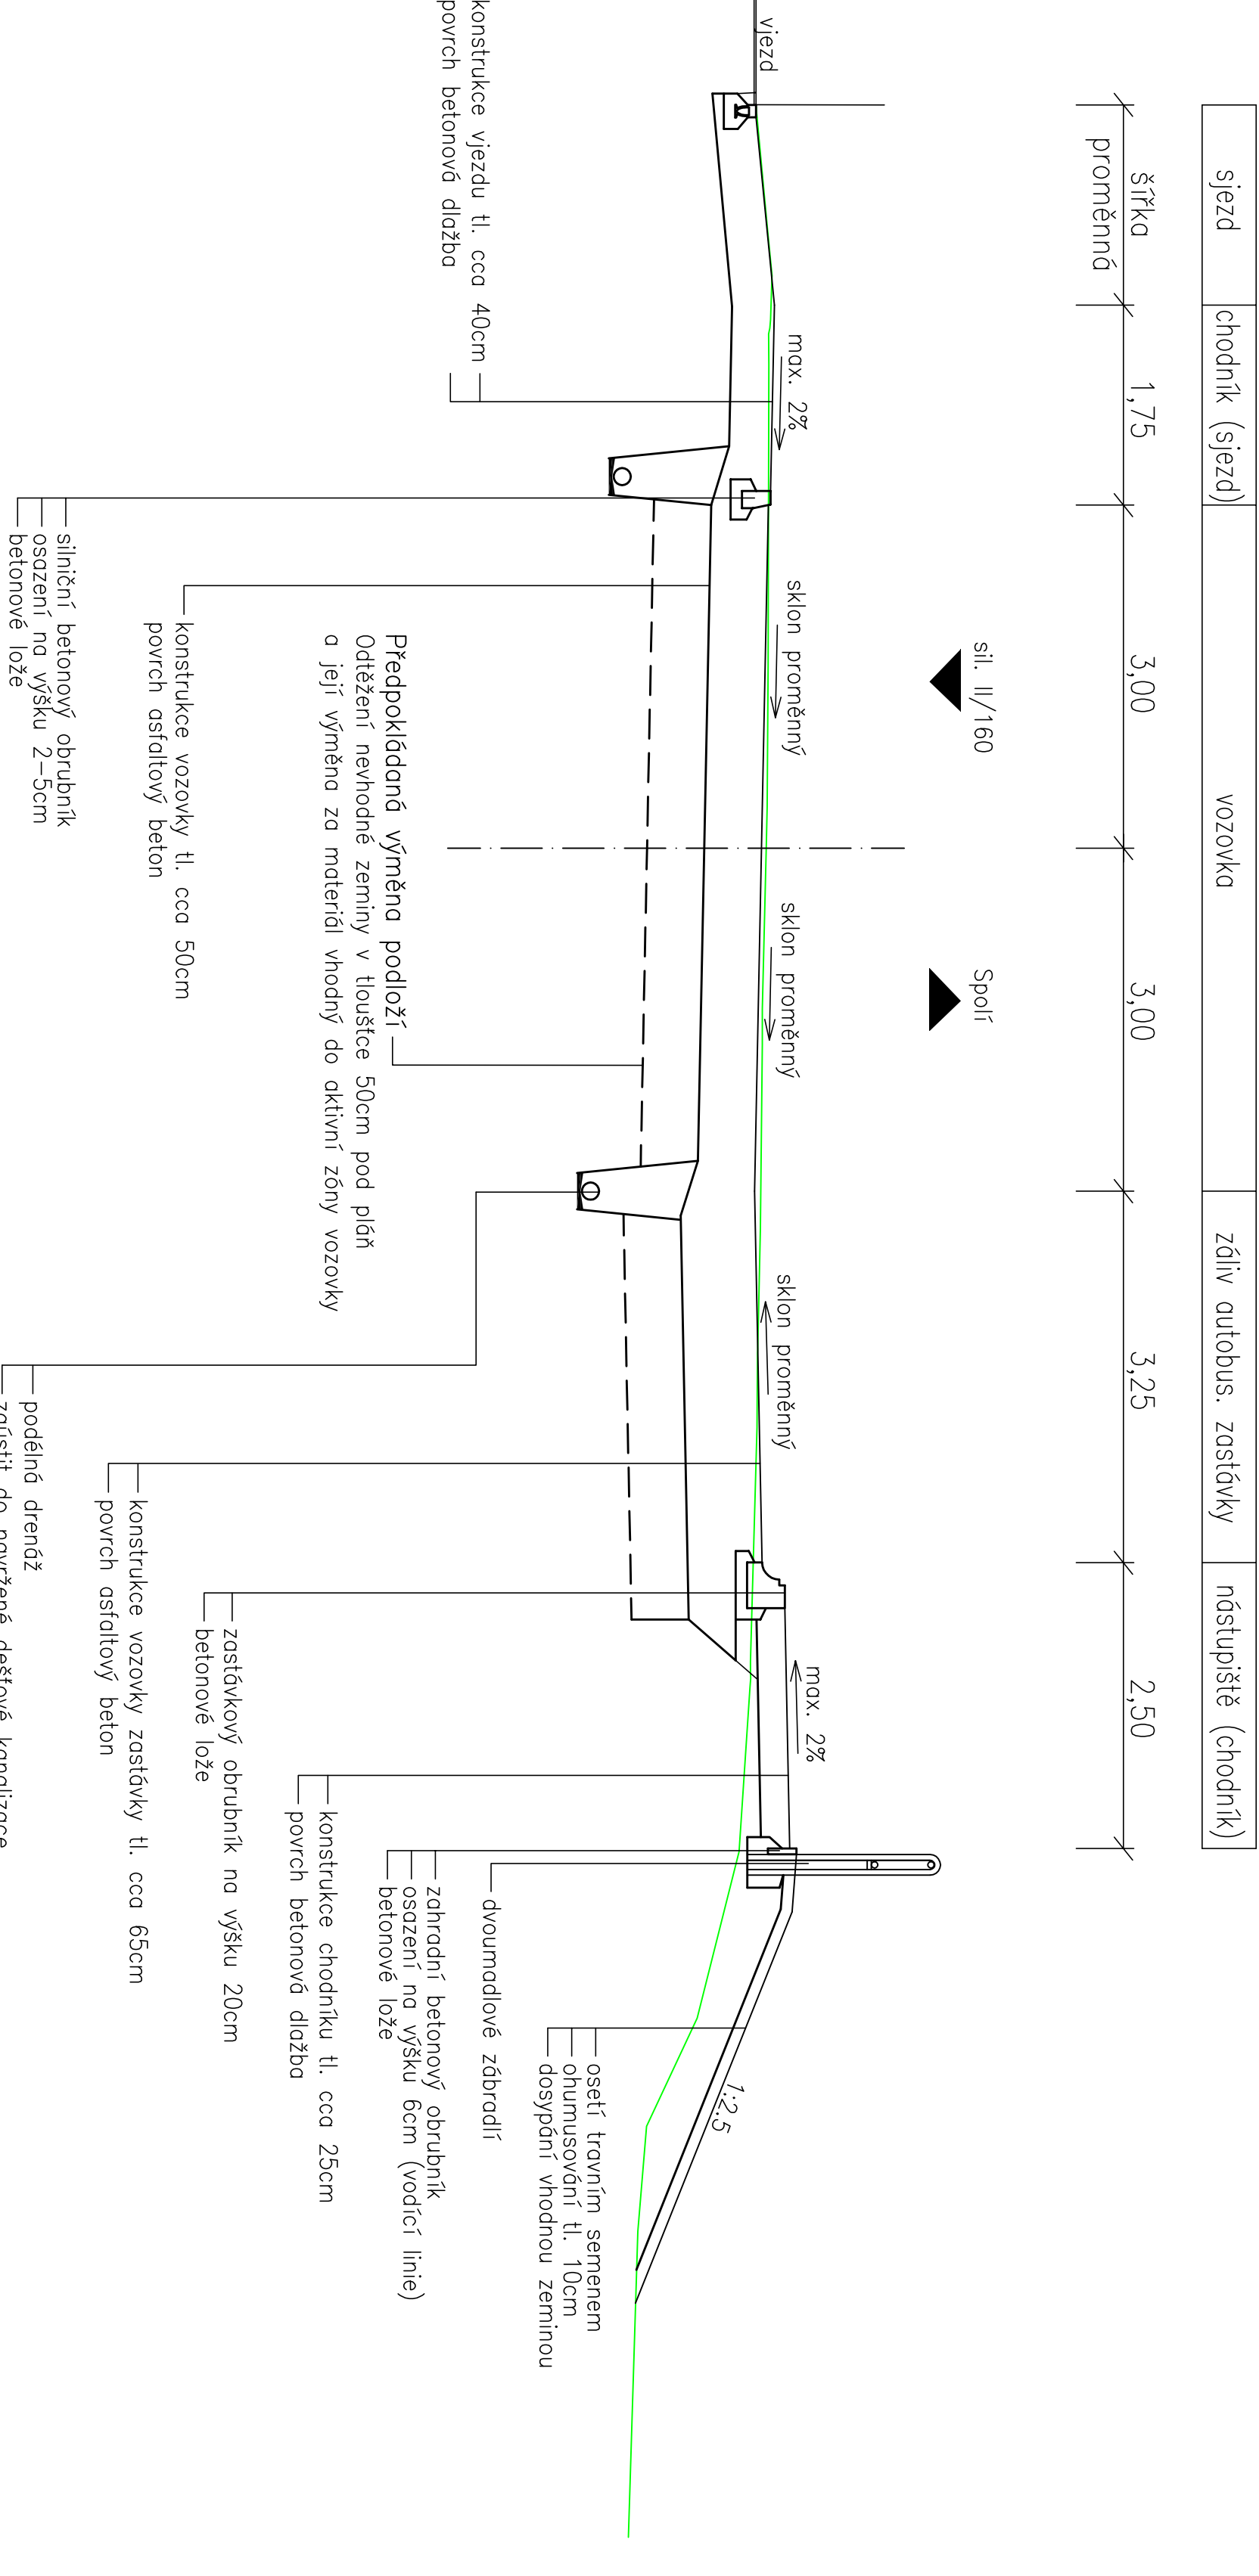 sjezd
chodník (sjezd)
vozovka
záliv autobus. zastávky
nástupiště (chodník)
šířka
proměnná
1,75
3,00
3,00
3,25
2,50
sil. II/160
Spolí
vjezd
max. 2%
sklon proměnný
sklon proměnný
sklon proměnný
max. 2%
1:2.5
konstrukce vjezdu tl. cca 40cm
povrch betonová dlažba
silniční betonový obrubník
osazení na výšku 2-5cm
betonové lože
konstrukce vozovky tl. cca 50cm
povrch asfaltový beton
Předpokládaná výměna podloží
Odtěžení nevhodné zeminy v tloušťce 50cm pod pláň
a její výměna za materiál vhodný do aktivní zóny vozovky
podélná drenáž
zaústit do navržené dešťové kanalizace
konstrukce vozovky zastávky tl. cca 65cm
povrch asfaltový beton
zastávkový obrubník na výšku 20cm
betonové lože
konstrukce chodníku tl. cca 25cm
povrch betonová dlažba
zahradní betonový obrubník
osazení na výšku 6cm (vodící linie)
betonové lože
dvoumadlové zábradlí
osetí travním semenem
ohumusování tl. 10cm
dosypání vhodnou zeminou